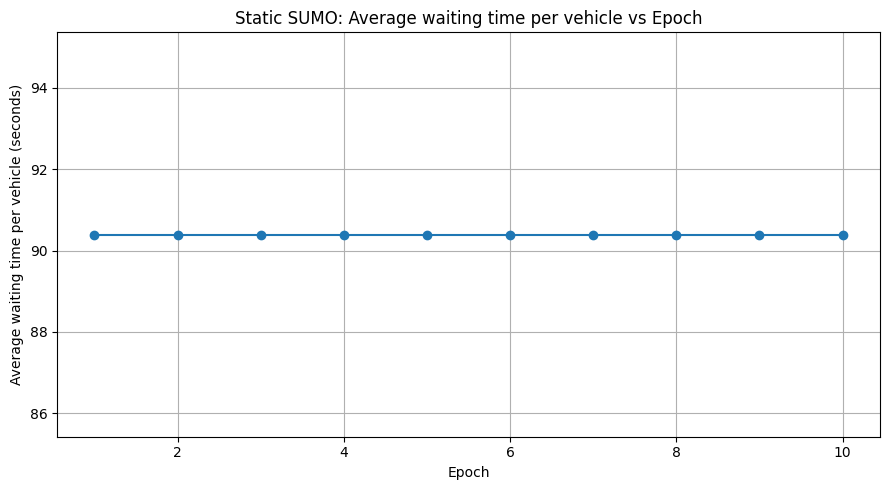 Static SUMO: Average waiting time per vehicle vs Epoch
Average waiting time per vehicle (seconds)
94
92
90
88
86
2 4 6 8 10
Epoch